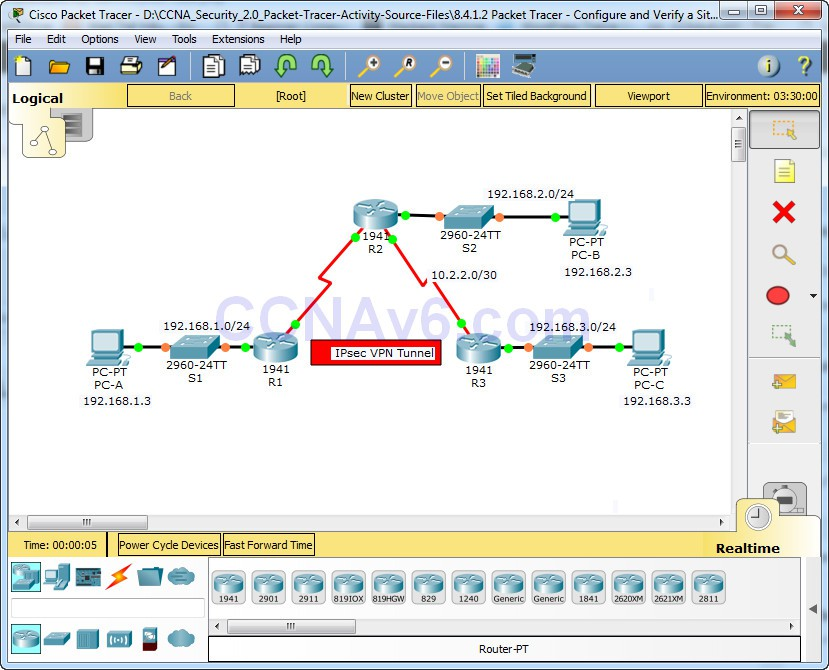 Cisco Packet Tracer - D:\CCNA_Security_2.0_Packet-Tracer-Activity-Source-Files\8.4.1.2 Packet Tracer - Configure and Verify a Sit...
File Edit Options View Tools Extensions Help
Logical
Back
[Root]
New Cluster
Move Object
Set Tiled Background
Viewport
Environment: 03:30:00
192.168.2.0/24
1941
R2
2960-24TT
S2
PC-PT
PC-B
192.168.2.3
10.2.2.0/30
CCNAv6.com
192.168.1.0/24
192.168.3.0/24
IPsec VPN Tunnel
PC-PT
PC-A
192.168.1.3
2960-24TT
S1
1941
R1
1941
R3
2960-24TT
S3
PC-PT
PC-C
192.168.3.3
Time: 00:00:05
Power Cycle Devices
Fast Forward Time
Realtime
1941
2901
2911
819IOX
819HGW
829
1240
Generic
Generic
1841
2620XM
2621XM
2811
Router-PT